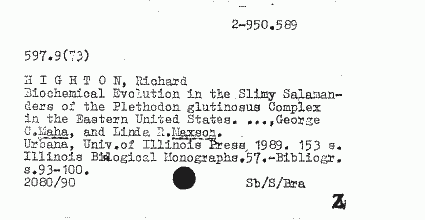 2-950.589
597.9(73)
H I G H T O N, Richard
Biochemical Evolution in the Slimy Salaman-
ders of the Plethodon glutinosus Complex
in the Eastern United States. ...,George
C.Maha, and Linda R.Maxson.
Urbana, Univ.of Illinois Press 1989. 153 s.
Illinois Biological Monographs.57.-Bibliogr.
s.93-100.
2080/90 Sb/S/Bra
Z